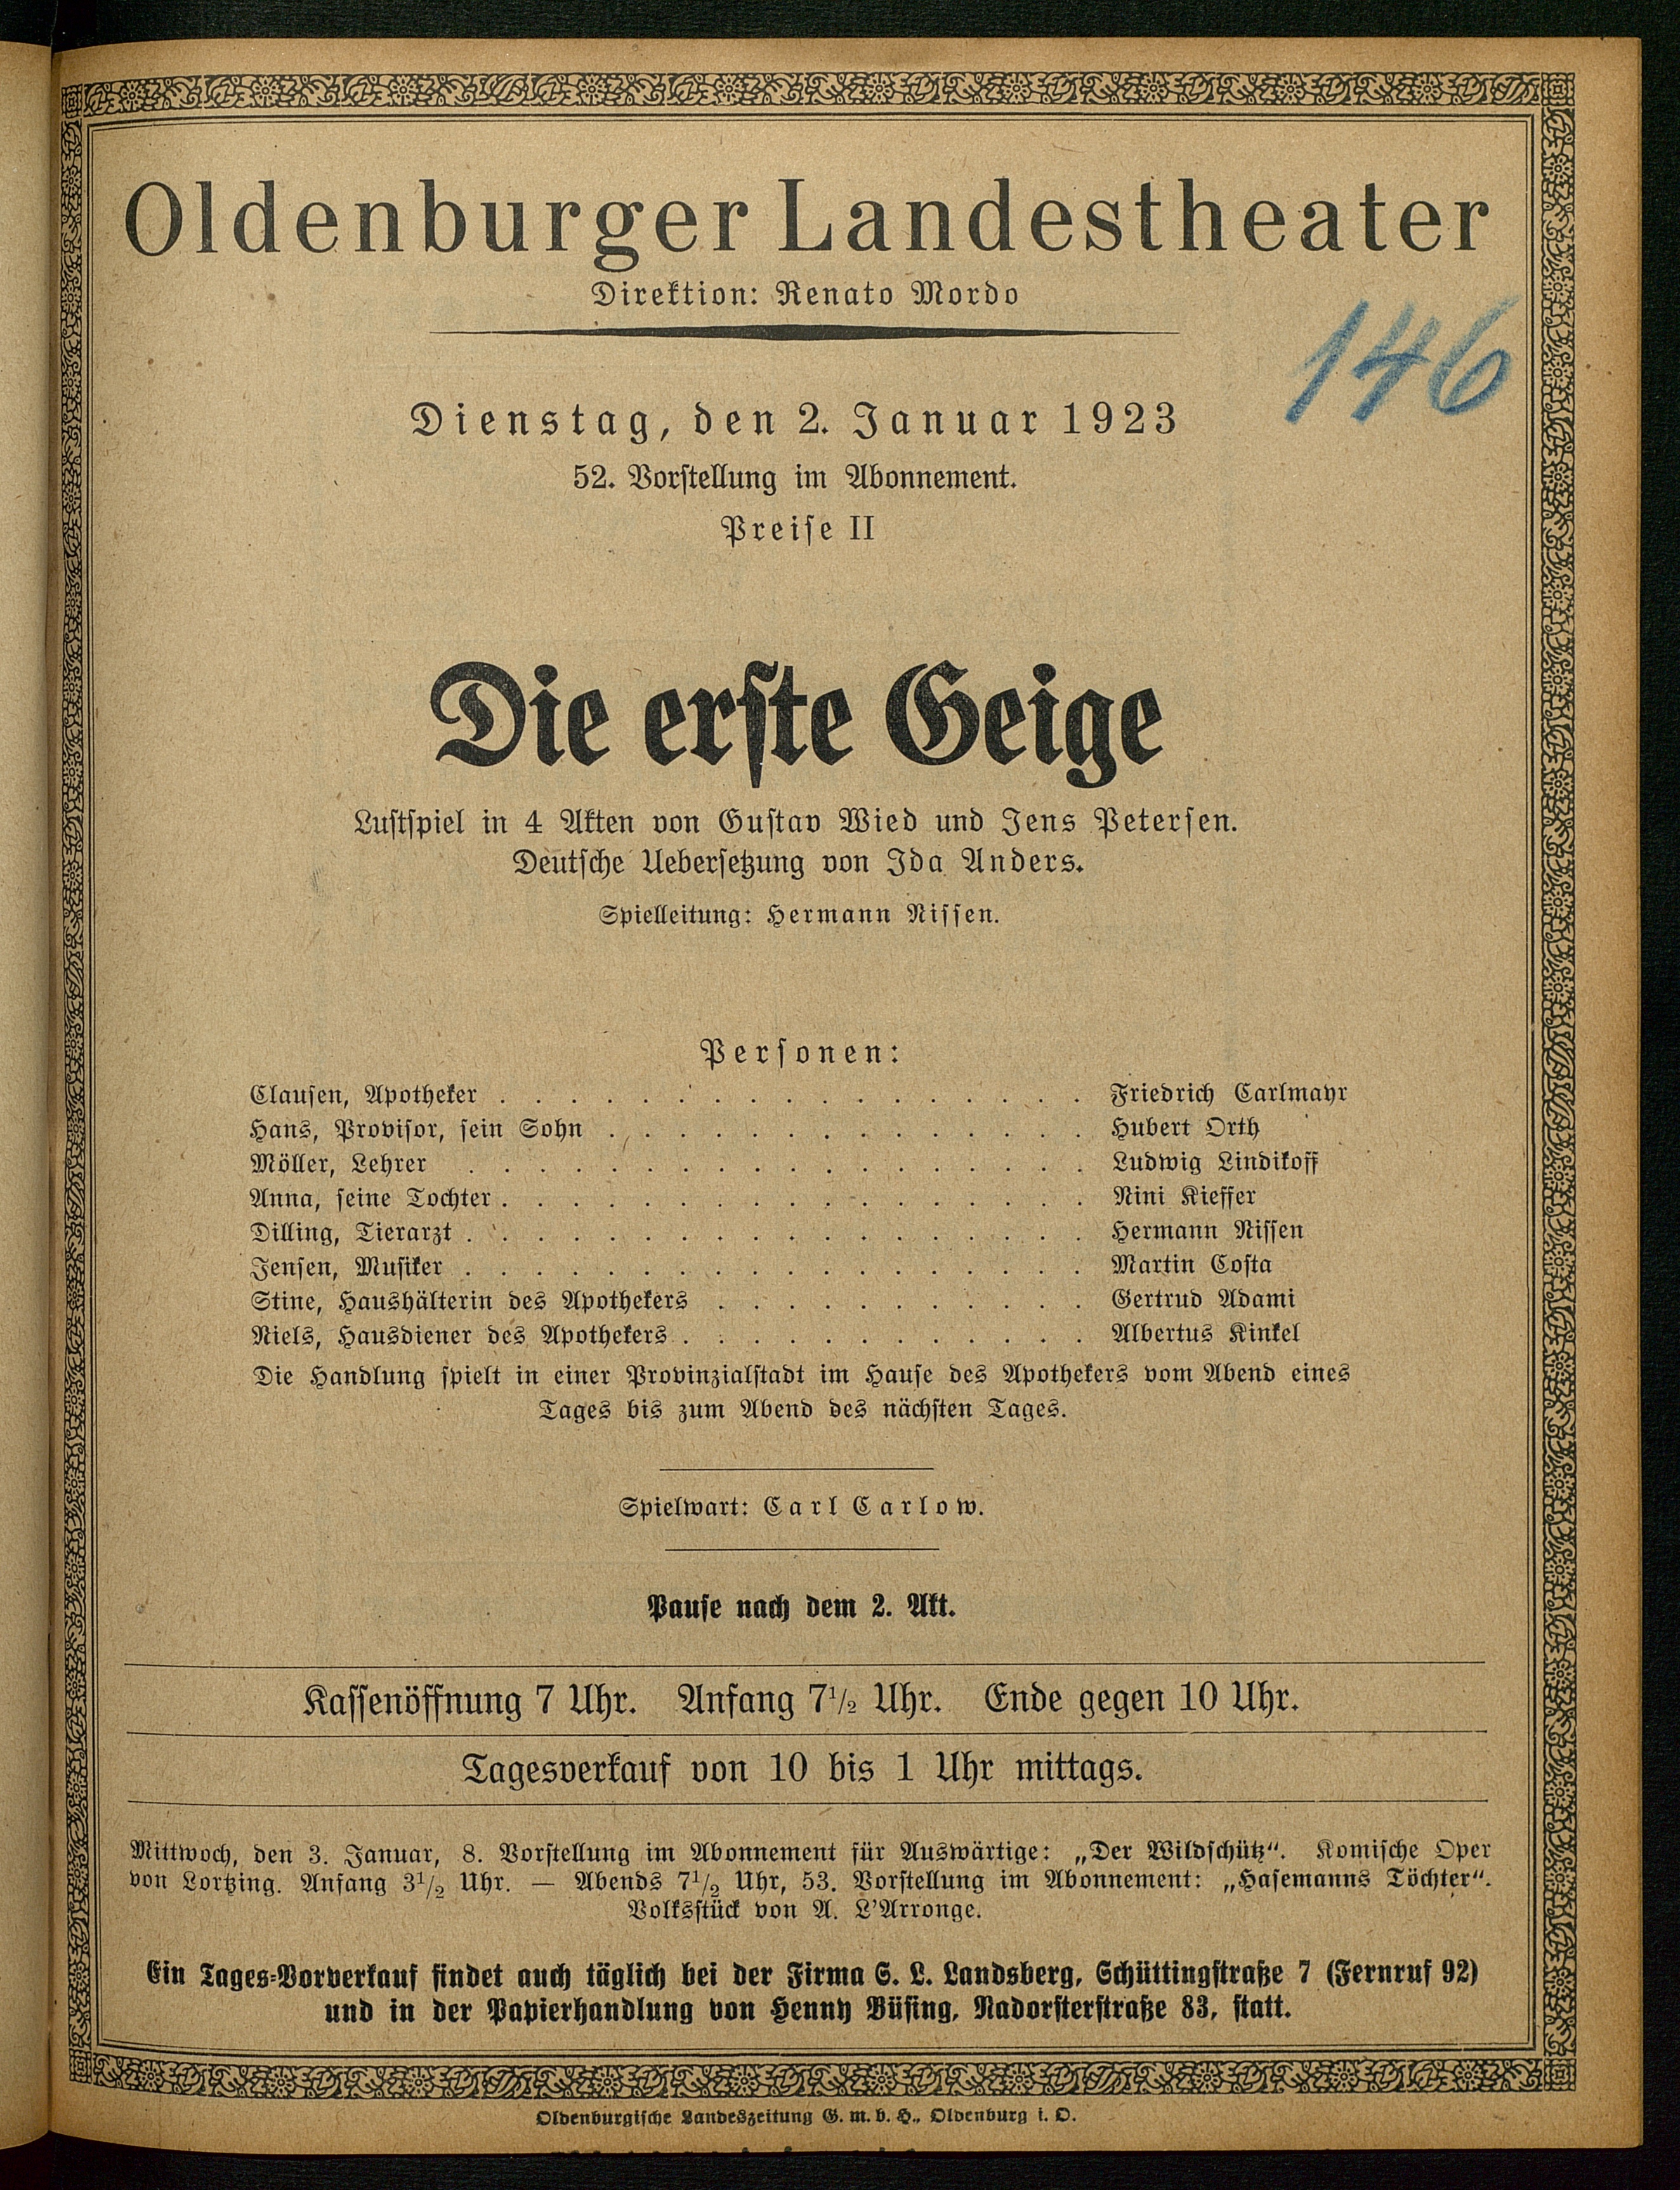 Oldenburger Landestheater
Direktion: Renato Mordo
146
Dienstag, den 2. Januar 1923
52. Vorstellung im Abonnement.
Preise II
Die erste Geige
Lustspiel in 4 Akten von Gustav Wied und Jens Petersen.
Deutsche Uebersetzung von Ida Anders.
Spielleitung: Hermann Nissen.
Personen:
Clausen, Apotheker . . . . . . . . . . . . . . . . . Friedrich Carlmayr
Hans, Provisor, sein Sohn . . . . . . . . . . . . . . Hubert Orth
Möller, Lehrer . . . . . . . . . . . . . . . . . . Ludwig Lindikoff
Anna, seine Tochter . . . . . . . . . . . . . . . . . Nini Kieffer
Dilling, Tierarzt . . . . . . . . . . . . . . . . . . Hermann Nissen
Jensen, Musiker . . . . . . . . . . . . . . . . . . Martin Costa
Stine, Haushälterin des Apothekers . . . . . . . . . . . Gertrud Adami
Niels, Hausdiener des Apothekers . . . . . . . . . . . . Albertus Kinkel
Die Handlung spielt in einer Provinzialstadt im Hause des Apothekers vom Abend eines
Tages bis zum Abend des nächsten Tages.
Spielwart: Carl Carlow.
Pause nach dem 2. Akt.
Kassenöffnung 7 Uhr. Anfang 7 1/2 Uhr. Ende gegen 10 Uhr.
Tagesverkauf von 10 bis 1 Uhr mittags.
Mittwoch, den 3. Januar, 8. Vorstellung im Abonnement für Auswärtige: „Der Wildschütz“. Komische Oper
von Lortzing. Anfang 3 1/2 Uhr. — Abends 7 1/2 Uhr, 53. Vorstellung im Abonnement: „Hasemanns Töchter“.
Volksstück von A. L'Arronge.
Ein Tages-Vorverkauf findet auch täglich bei der Firma S. L. Landsberg, Schüttingstraße 7 (Fernruf 92)
und in der Papierhandlung von Henny Büsing, Nadorsterstraße 83, statt.
Oldenburgische Landeszeitung G. m. b. H., Oldenburg i. O.